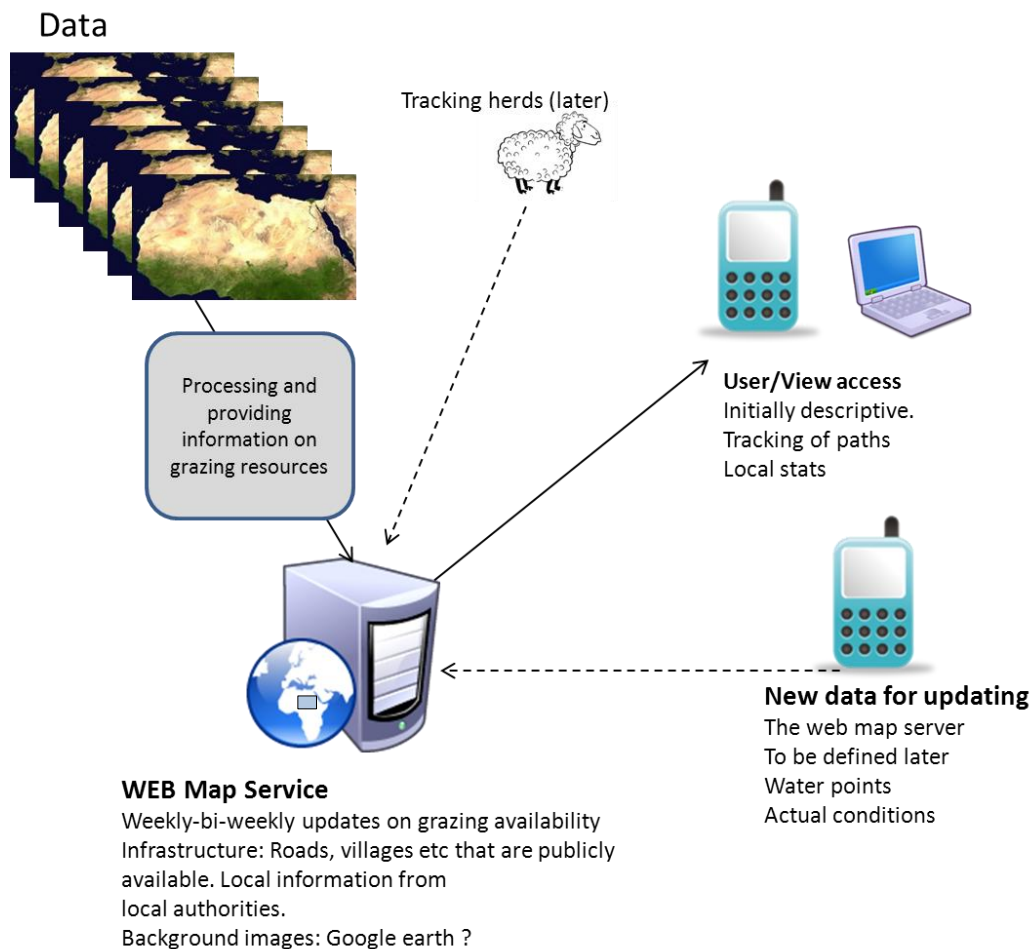 Data
Tracking herds (later)
Processing and
providing
information on
grazing resources
User/View access
Initially descriptive.
Tracking of paths
Local stats
New data for updating
The web map server
To be defined later
Water points
Actual conditions
WEB Map Service
Weekly-bi-weekly updates on grazing availability
Infrastructure: Roads, villages etc that are publicly
available. Local information from
local authorities.
Background images: Google earth ?